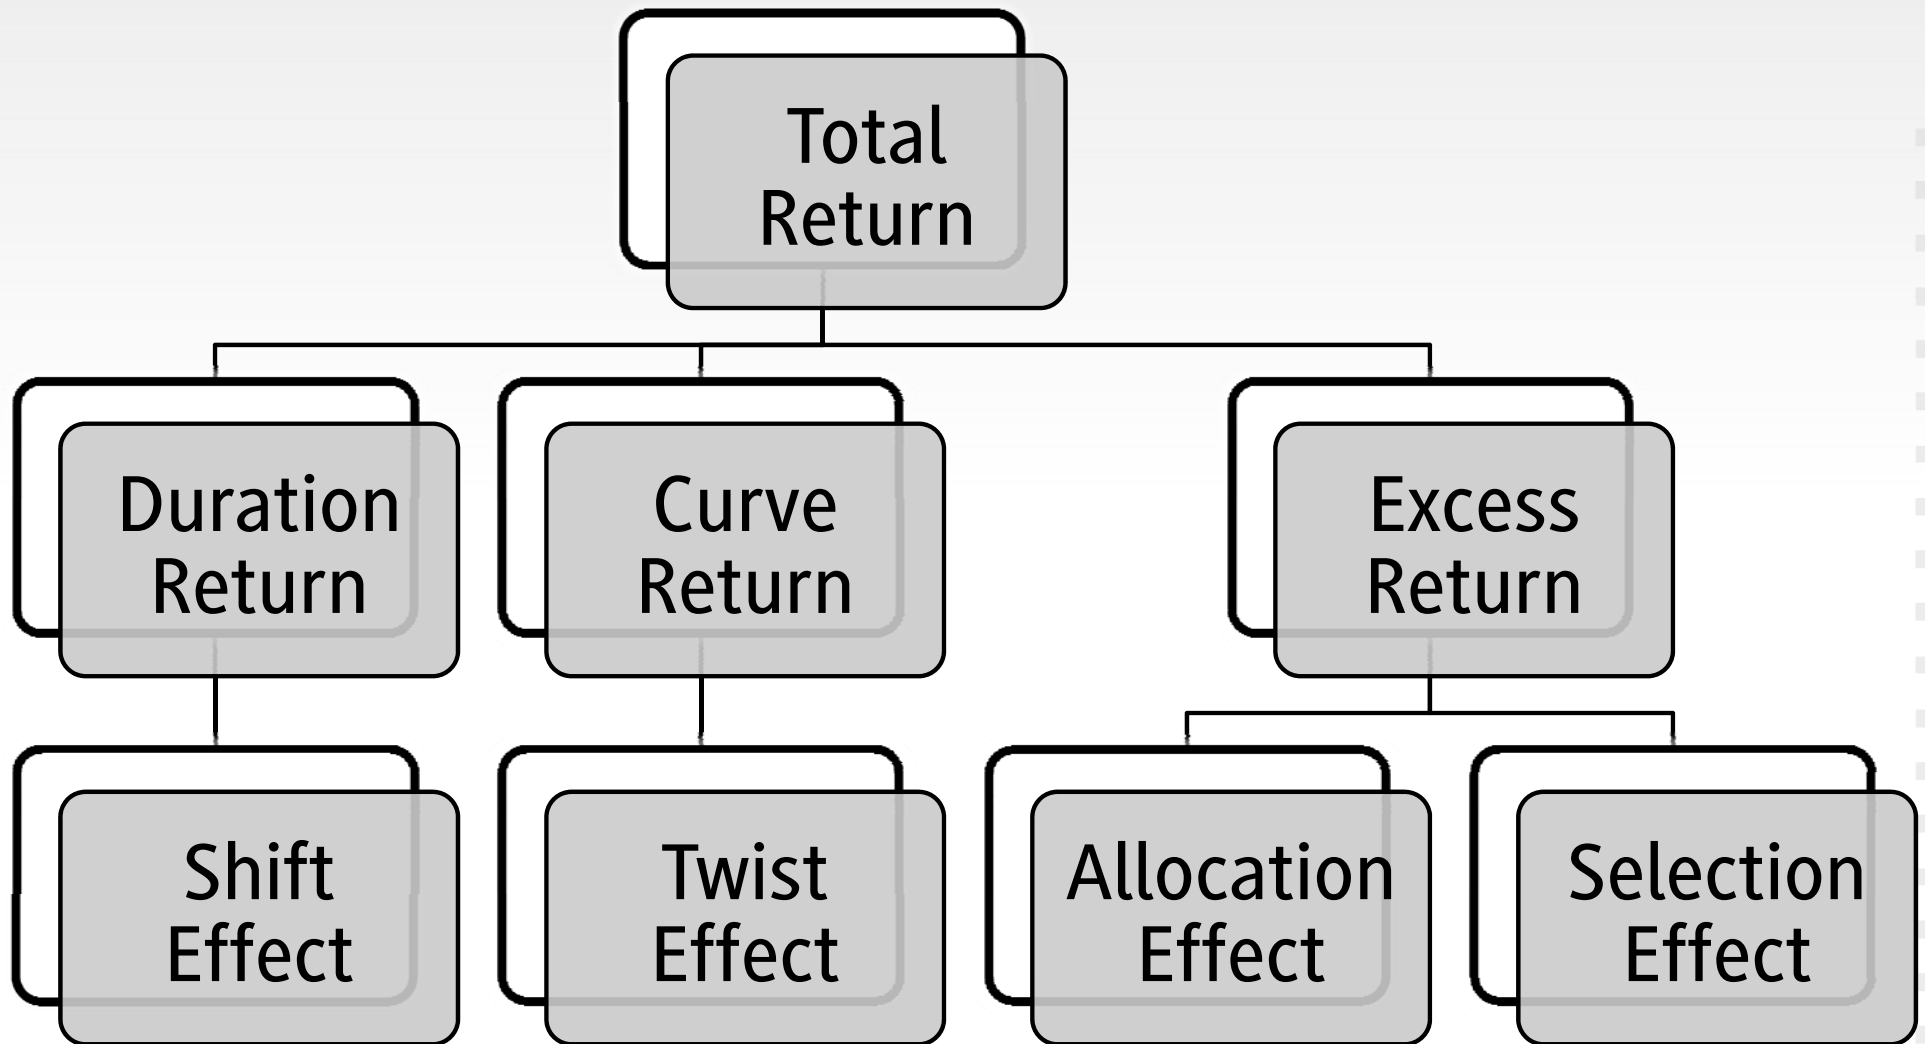 Total
Return
Duration
Return
Curve
Return
Excess
Return
Shift
Effect
Twist
Effect
Allocation
Effect
Selection
Effect